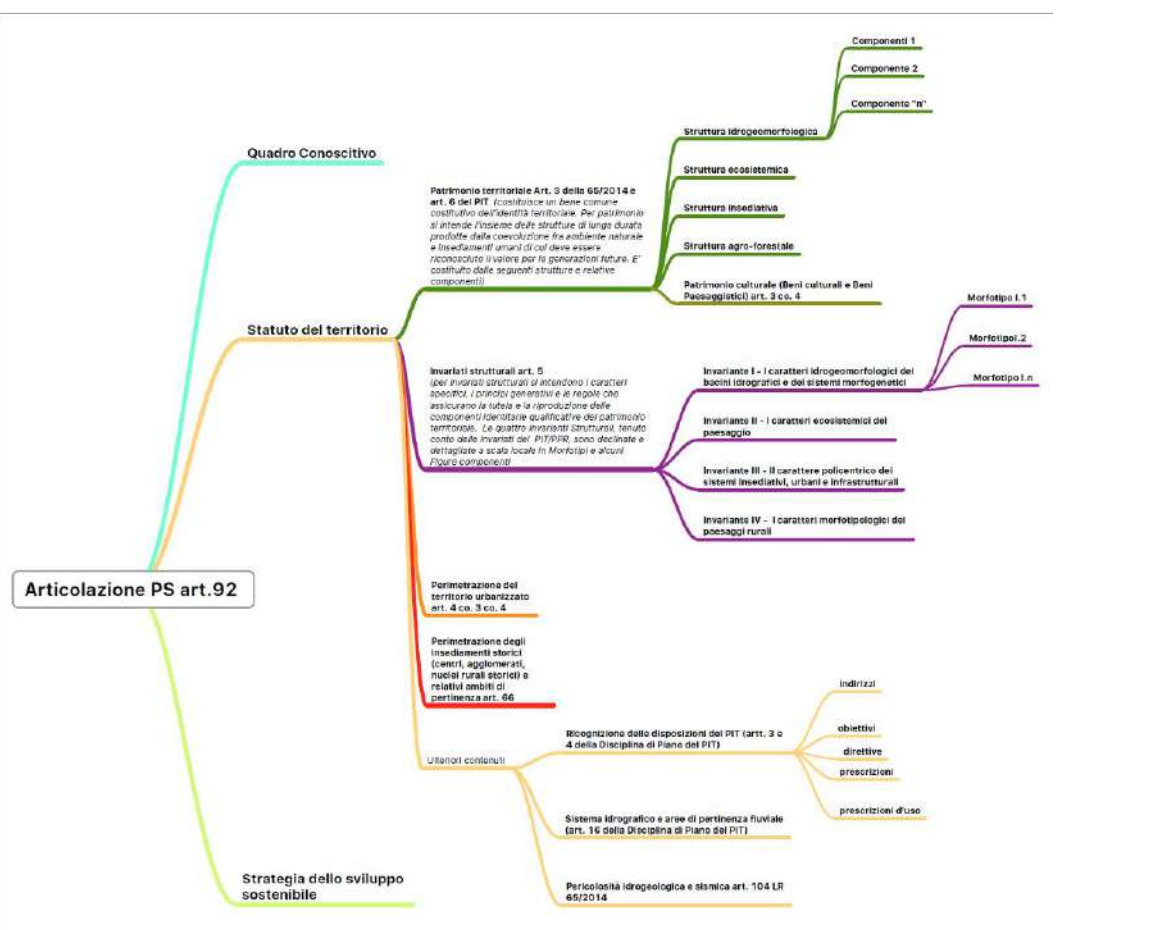 Articolazione PS art.92
Quadro Conoscitivo
Statuto del territorio
Patrimonio territoriale Art. 3 della 65/2014 e
art. 6 del PIT (costituisce un bene comune
costitutivo dell'identità territoriale. Per patrimonio
si intende l'insieme delle strutture di lunga durata
prodotte dalla coevoluzione fra ambiente naturale
e insediamenti umani di cui deve essere
riconosciuto il valore per le generazioni future. E'
costituito dalle seguenti strutture e relative
componenti)
Struttura idrogeomorfologica
Componenti 1
Componente 2
Componente "n"
Struttura ecosistemica
Struttura insediativa
Struttura agro-forestale
Patrimonio culturale (Beni culturali e Beni
Paesaggistici) art. 3 co. 4
Invariati strutturali art. 5
(per invariati strutturali si intendono i caratteri
specifici, i principi generativi e le regole che
assicurano la tutela e la riproduzione delle
componenti identitarie qualificative del patrimonio
territoriale. Le quattro Invarianti Strutturali, tenuto
conto delle invariati del PIT/PPR, sono declinate e
dettagliate a scala locale in Morfotipi e alcuni
Figure componenti
Invariante I - I caratteri idrogeomorfologici dei
bacini idrografici e dei sistemi morfogenetici
Morfotipo I.1
MorfotipoI.2
Morfotipo I.n
Invariante II - I caratteri ecosistemici del
paesaggio
Invariante III - Il carattere policentrico dei
sistemi insediativi, urbani e infrastrutturali
Invariante IV - I caratteri morfotipologici dei
paesaggi rurali
Perimetrazione del
territorio urbanizzato
art. 4 co. 3 co. 4
Perimetrazione degli
insediamenti storici
(centri, agglomerati,
nuclei rurali storici) e
relativi ambiti di
pertinenza art. 66
Ulteriori contenuti
Ricognizione delle disposizioni del PIT (artt. 3 e
4 della Disciplina di Piano del PIT)
indirizzi
obiettivi
direttive
prescrizioni
prescrizioni d'uso
Sistema idrografico e aree di pertinenza fluviale
(art. 16 della Disciplina di Piano del PIT)
Pericolosità idrogeologica e sismica art. 104 LR
65/2014
Strategia dello sviluppo
sostenibile